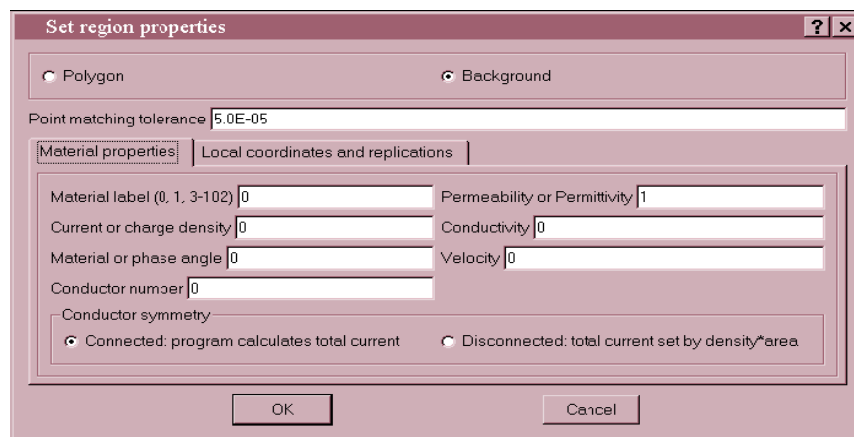 Set region properties ? ×
Polygon Background
Point matching tolerance 5.0E-05
Material properties Local coordinates and replications
Material label (0, 1, 3-102) 0 Permeability or Permittivity 1
Current or charge density 0 Conductivity 0
Material or phase angle 0 Velocity 0
Conductor number 0
Conductor symmetry
Connected: program calculates total current Disconnected: total current set by density*area
OK Cancel